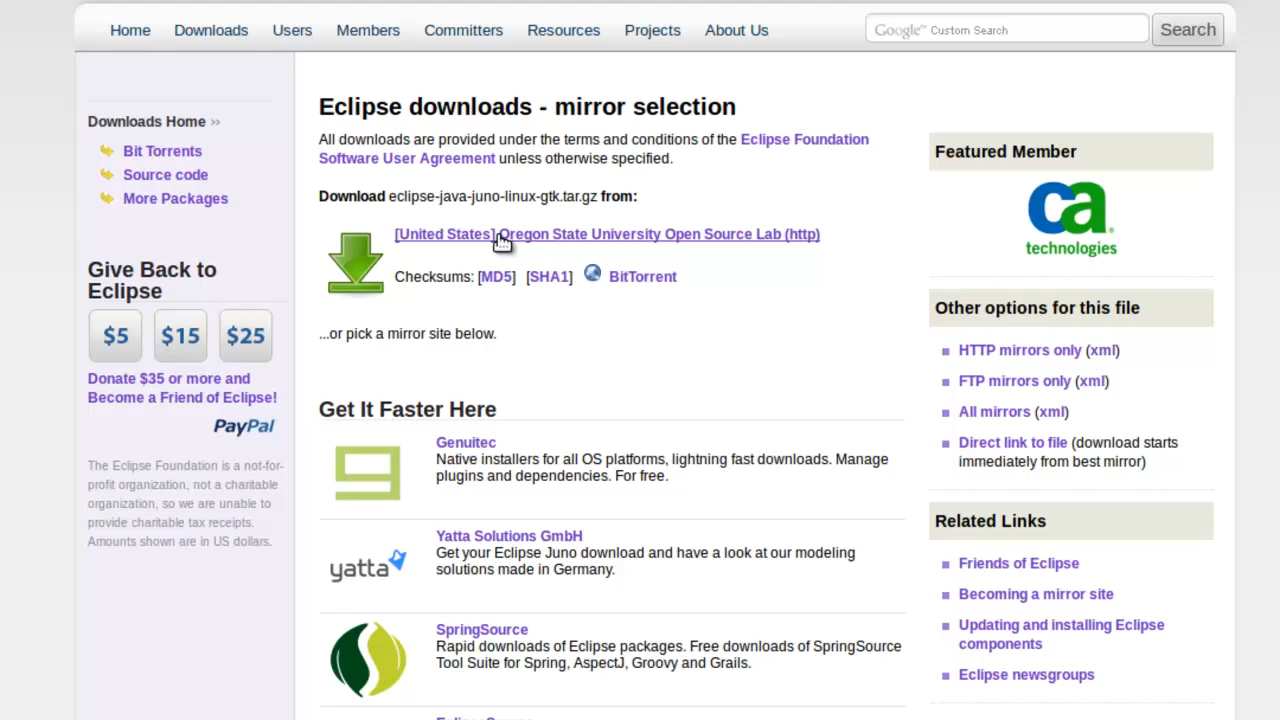 Home Downloads Users Members Committers Resources Projects About Us Google™ Custom Search Search
Downloads Home »
Bit Torrents
Source code
More Packages
Give Back to
Eclipse
$5 $15 $25
Donate $35 or more and
Become a Friend of Eclipse!
PayPal
The Eclipse Foundation is a not-for-
profit organization, not a charitable
organization, so we are unable to
provide charitable tax receipts.
Amounts shown are in US dollars.
Eclipse downloads - mirror selection
All downloads are provided under the terms and conditions of the Eclipse Foundation
Software User Agreement unless otherwise specified.
Download eclipse-java-juno-linux-gtk.tar.gz from:
[United States] Oregon State University Open Source Lab (http)
Checksums: [MD5] [SHA1] BitTorrent
...or pick a mirror site below.
Get It Faster Here
Genuitec
Native installers for all OS platforms, lightning fast downloads. Manage
plugins and dependencies. For free.
yatta
Yatta Solutions GmbH
Get your Eclipse Juno download and have a look at our modeling
solutions made in Germany.
SpringSource
Rapid downloads of Eclipse packages. Free downloads of SpringSource
Tool Suite for Spring, AspectJ, Groovy and Grails.
Featured Member
ca
technologies
Other options for this file
HTTP mirrors only (xml)
FTP mirrors only (xml)
All mirrors (xml)
Direct link to file (download starts
immediately from best mirror)
Related Links
Friends of Eclipse
Becoming a mirror site
Updating and installing Eclipse
components
Eclipse newsgroups